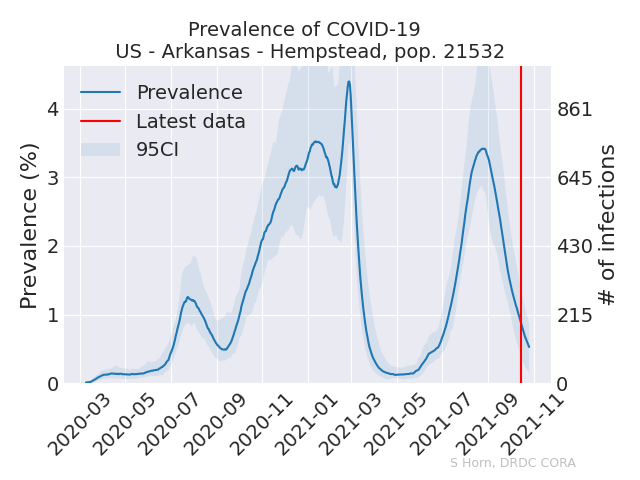 Prevalence of COVID-19
US - Arkansas - Hempstead, pop. 21532
Prevalence
Latest data
95CI
Prevalence (%)
4
3
2
1
0
861
645
430
215
0
# of infections
2020-03
2020-05
2020-07
2020-09
2020-11
2021-01
2021-03
2021-05
2021-07
2021-09
2021-11
S Horn, DRDC CORA